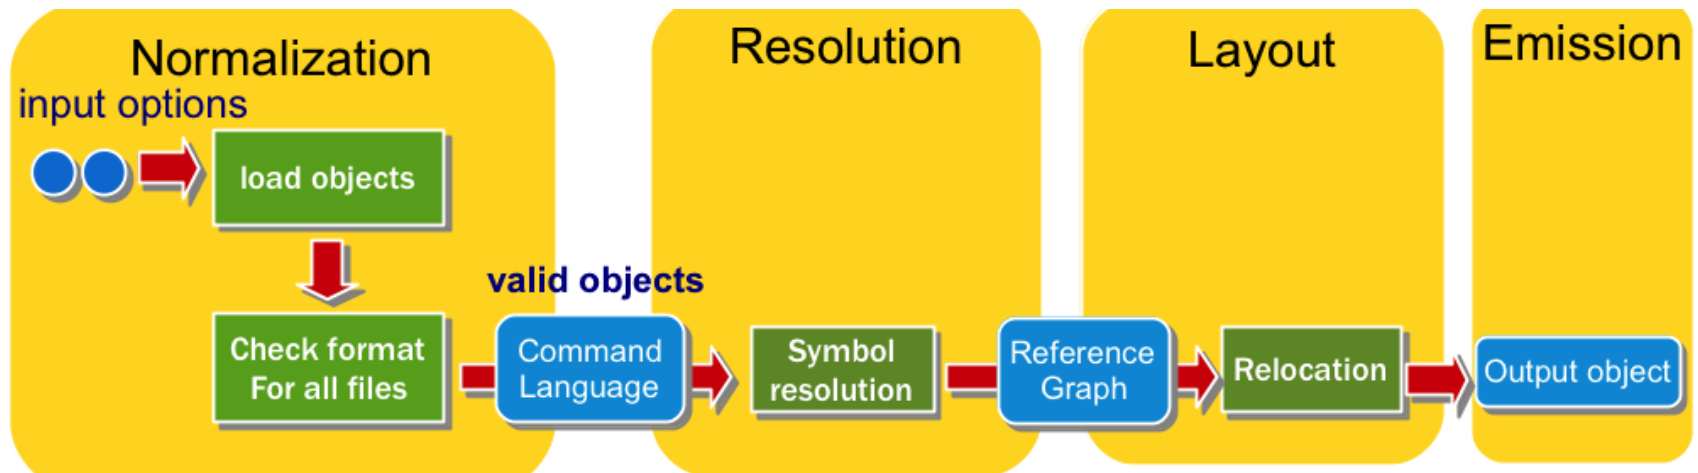 Normalization
Resolution
Layout
Emission
input options
load objects
Check format
For all files
valid objects
Command
Language
Symbol
resolution
Reference
Graph
Relocation
Output object